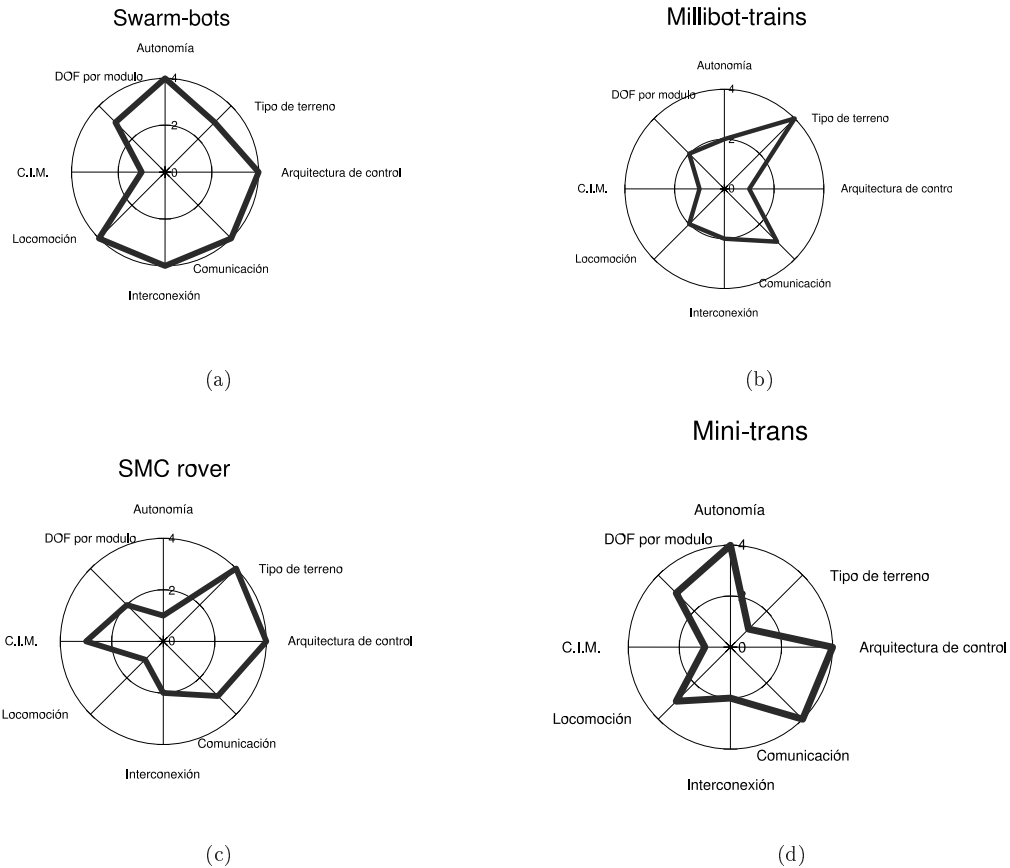 Swarm-bots
Autonomía
4
DOF por modulo
Tipo de terreno
2
C.I.M.
0
Arquitectura de control
Locomoción
Comunicación
Interconexión
(a)
Millibot-trains
Autonomía
4
DOF por modulo
Tipo de terreno
2
C.I.M.
0
Arquitectura de control
Locomoción
Comunicación
Interconexión
(b)
SMC rover
Autonomía
4
DOF por modulo
Tipo de terreno
2
C.I.M.
0
Arquitectura de control
Locomoción
Comunicación
Interconexión
(c)
Mini-trans
Autonomía
4
DOF por modulo
Tipo de terreno
2
C.I.M.
0
Arquitectura de control
Locomoción
Comunicación
Interconexión
(d)